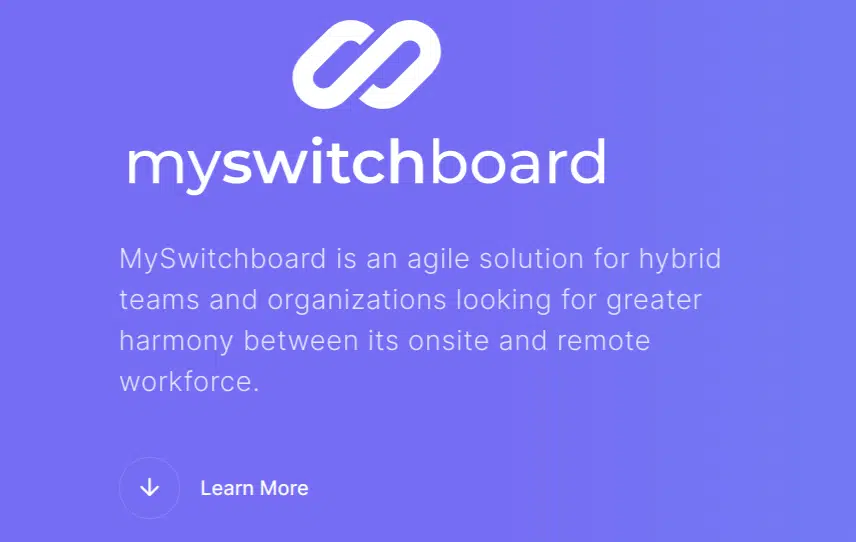 myswitchboard
MySwitchboard is an agile solution for hybrid
teams and organizations looking for greater
harmony between its onsite and remote
workforce.
Learn More